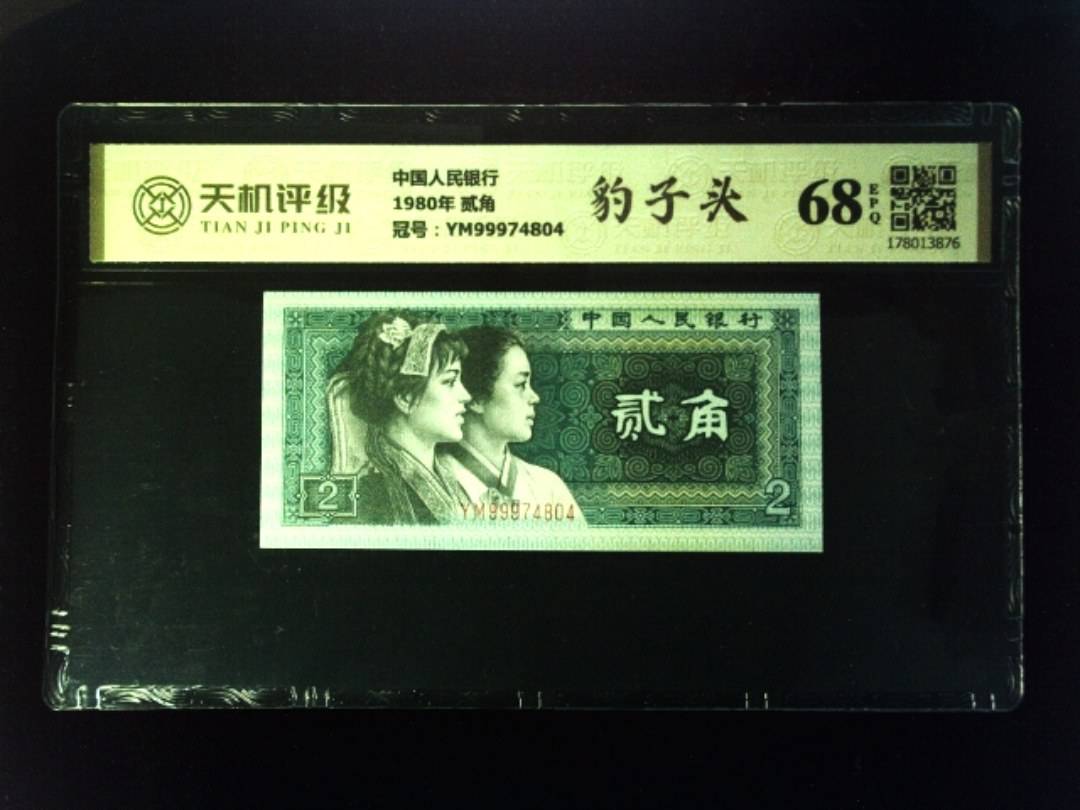 天机评级
TIAN JI PING JI
中国人民银行
1980年 贰角
冠号：YM99974804
豹子头
68
EPQ
178013876
中国人民银行
贰角
2
2
YM99974804